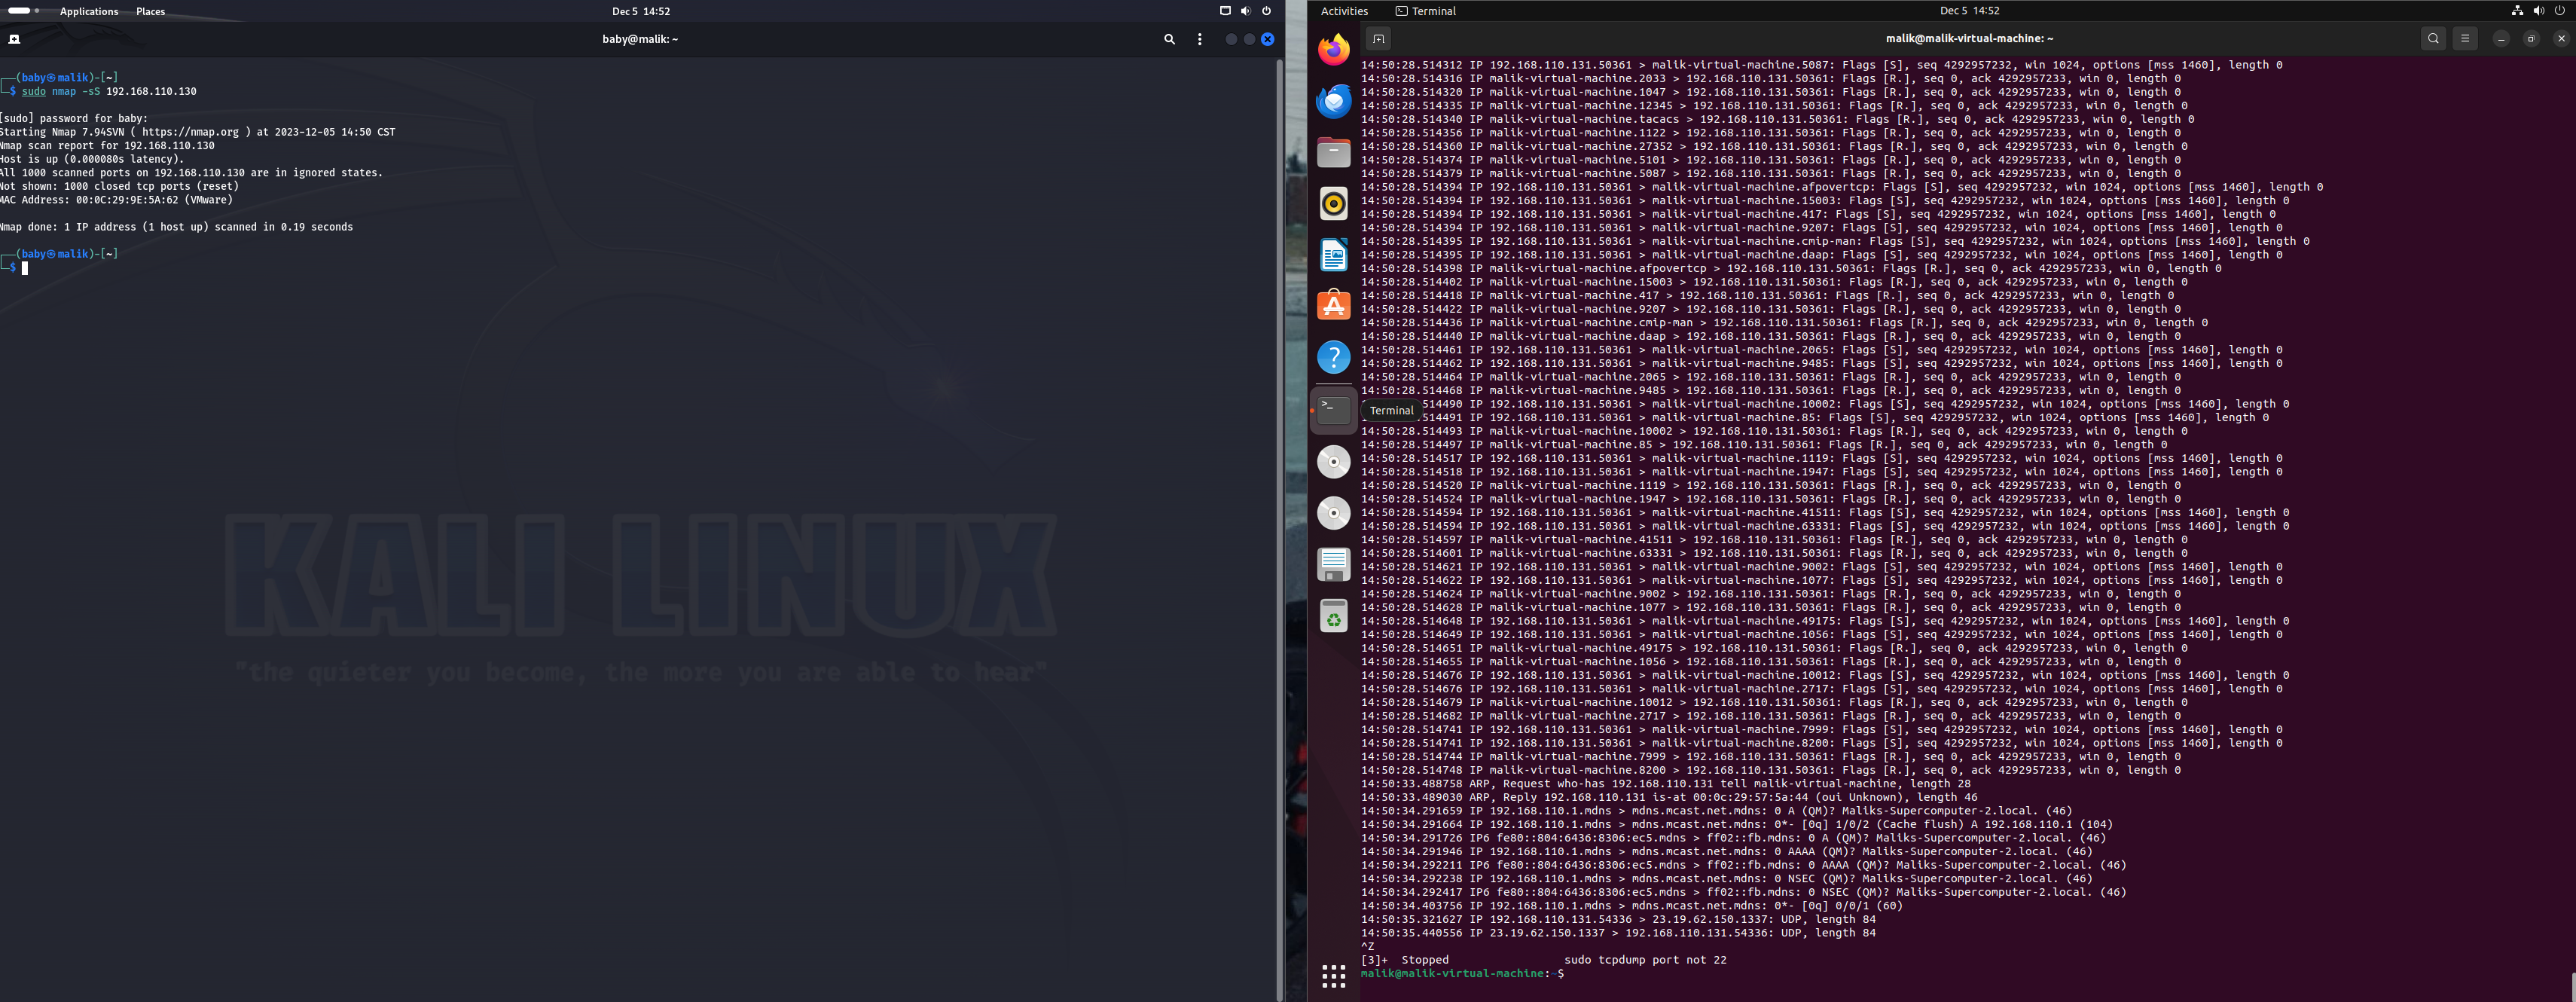 Applications Places
Dec 5 14:52
baby@malik: ~
┌──(baby㉿malik)-[~]
└─$ sudo nmap -sS 192.168.110.130
[sudo] password for baby:
Starting Nmap 7.94SVN ( https://nmap.org ) at 2023-12-05 14:50 CST
Nmap scan report for 192.168.110.130
Host is up (0.000080s latency).
All 1000 scanned ports on 192.168.110.130 are in ignored states.
Not shown: 1000 closed tcp ports (reset)
MAC Address: 00:0C:29:9E:5A:62 (VMware)
Nmap done: 1 IP address (1 host up) scanned in 0.19 seconds
┌──(baby㉿malik)-[~]
└─$
KALI LINUX
"the quieter you become, the more you are able to hear"
Activities Terminal
Dec 5 14:52
malik@malik-virtual-machine: ~
14:50:28.514312 IP 192.168.110.131.50361 > malik-virtual-machine.5087: Flags [S], seq 4292957232, win 1024, options [mss 1460], length 0
14:50:28.514316 IP malik-virtual-machine.2033 > 192.168.110.131.50361: Flags [R.], seq 0, ack 4292957233, win 0, length 0
14:50:28.514320 IP malik-virtual-machine.1047 > 192.168.110.131.50361: Flags [R.], seq 0, ack 4292957233, win 0, length 0
14:50:28.514335 IP malik-virtual-machine.12345 > 192.168.110.131.50361: Flags [R.], seq 0, ack 4292957233, win 0, length 0
14:50:28.514340 IP malik-virtual-machine.tacacs > 192.168.110.131.50361: Flags [R.], seq 0, ack 4292957233, win 0, length 0
14:50:28.514356 IP malik-virtual-machine.1122 > 192.168.110.131.50361: Flags [R.], seq 0, ack 4292957233, win 0, length 0
14:50:28.514360 IP malik-virtual-machine.27352 > 192.168.110.131.50361: Flags [R.], seq 0, ack 4292957233, win 0, length 0
14:50:28.514374 IP malik-virtual-machine.5101 > 192.168.110.131.50361: Flags [R.], seq 0, ack 4292957233, win 0, length 0
14:50:28.514379 IP malik-virtual-machine.5087 > 192.168.110.131.50361: Flags [R.], seq 0, ack 4292957233, win 0, length 0
14:50:28.514394 IP 192.168.110.131.50361 > malik-virtual-machine.afpovertcp: Flags [S], seq 4292957232, win 1024, options [mss 1460], length 0
14:50:28.514394 IP 192.168.110.131.50361 > malik-virtual-machine.15003: Flags [S], seq 4292957232, win 1024, options [mss 1460], length 0
14:50:28.514394 IP 192.168.110.131.50361 > malik-virtual-machine.417: Flags [S], seq 4292957232, win 1024, options [mss 1460], length 0
14:50:28.514394 IP 192.168.110.131.50361 > malik-virtual-machine.9207: Flags [S], seq 4292957232, win 1024, options [mss 1460], length 0
14:50:28.514395 IP 192.168.110.131.50361 > malik-virtual-machine.cmip-man: Flags [S], seq 4292957232, win 1024, options [mss 1460], length 0
14:50:28.514395 IP 192.168.110.131.50361 > malik-virtual-machine.daap: Flags [S], seq 4292957232, win 1024, options [mss 1460], length 0
14:50:28.514398 IP malik-virtual-machine.afpovertcp > 192.168.110.131.50361: Flags [R.], seq 0, ack 4292957233, win 0, length 0
14:50:28.514402 IP malik-virtual-machine.15003 > 192.168.110.131.50361: Flags [R.], seq 0, ack 4292957233, win 0, length 0
14:50:28.514418 IP malik-virtual-machine.417 > 192.168.110.131.50361: Flags [R.], seq 0, ack 4292957233, win 0, length 0
14:50:28.514422 IP malik-virtual-machine.9207 > 192.168.110.131.50361: Flags [R.], seq 0, ack 4292957233, win 0, length 0
14:50:28.514436 IP malik-virtual-machine.cmip-man > 192.168.110.131.50361: Flags [R.], seq 0, ack 4292957233, win 0, length 0
14:50:28.514440 IP malik-virtual-machine.daap > 192.168.110.131.50361: Flags [R.], seq 0, ack 4292957233, win 0, length 0
14:50:28.514461 IP 192.168.110.131.50361 > malik-virtual-machine.2065: Flags [S], seq 4292957232, win 1024, options [mss 1460], length 0
14:50:28.514462 IP 192.168.110.131.50361 > malik-virtual-machine.9485: Flags [S], seq 4292957232, win 1024, options [mss 1460], length 0
14:50:28.514464 IP malik-virtual-machine.2065 > 192.168.110.131.50361: Flags [R.], seq 0, ack 4292957233, win 0, length 0
14:50:28.514468 IP malik-virtual-machine.9485 > 192.168.110.131.50361: Flags [R.], seq 0, ack 4292957233, win 0, length 0
.514490 IP 192.168.110.131.50361 > malik-virtual-machine.10002: Flags [S], seq 4292957232, win 1024, options [mss 1460], length 0
Terminal
.514491 IP 192.168.110.131.50361 > malik-virtual-machine.85: Flags [S], seq 4292957232, win 1024, options [mss 1460], length 0
14:50:28.514493 IP malik-virtual-machine.10002 > 192.168.110.131.50361: Flags [R.], seq 0, ack 4292957233, win 0, length 0
14:50:28.514497 IP malik-virtual-machine.85 > 192.168.110.131.50361: Flags [R.], seq 0, ack 4292957233, win 0, length 0
14:50:28.514517 IP 192.168.110.131.50361 > malik-virtual-machine.1119: Flags [S], seq 4292957232, win 1024, options [mss 1460], length 0
14:50:28.514518 IP 192.168.110.131.50361 > malik-virtual-machine.1947: Flags [S], seq 4292957232, win 1024, options [mss 1460], length 0
14:50:28.514520 IP malik-virtual-machine.1119 > 192.168.110.131.50361: Flags [R.], seq 0, ack 4292957233, win 0, length 0
14:50:28.514524 IP malik-virtual-machine.1947 > 192.168.110.131.50361: Flags [R.], seq 0, ack 4292957233, win 0, length 0
14:50:28.514594 IP 192.168.110.131.50361 > malik-virtual-machine.41511: Flags [S], seq 4292957232, win 1024, options [mss 1460], length 0
14:50:28.514594 IP 192.168.110.131.50361 > malik-virtual-machine.63331: Flags [S], seq 4292957232, win 1024, options [mss 1460], length 0
14:50:28.514597 IP malik-virtual-machine.41511 > 192.168.110.131.50361: Flags [R.], seq 0, ack 4292957233, win 0, length 0
14:50:28.514601 IP malik-virtual-machine.63331 > 192.168.110.131.50361: Flags [R.], seq 0, ack 4292957233, win 0, length 0
14:50:28.514621 IP 192.168.110.131.50361 > malik-virtual-machine.9002: Flags [S], seq 4292957232, win 1024, options [mss 1460], length 0
14:50:28.514622 IP 192.168.110.131.50361 > malik-virtual-machine.1077: Flags [S], seq 4292957232, win 1024, options [mss 1460], length 0
14:50:28.514624 IP malik-virtual-machine.9002 > 192.168.110.131.50361: Flags [R.], seq 0, ack 4292957233, win 0, length 0
14:50:28.514628 IP malik-virtual-machine.1077 > 192.168.110.131.50361: Flags [R.], seq 0, ack 4292957233, win 0, length 0
14:50:28.514648 IP 192.168.110.131.50361 > malik-virtual-machine.49175: Flags [S], seq 4292957232, win 1024, options [mss 1460], length 0
14:50:28.514649 IP 192.168.110.131.50361 > malik-virtual-machine.1056: Flags [S], seq 4292957232, win 1024, options [mss 1460], length 0
14:50:28.514651 IP malik-virtual-machine.49175 > 192.168.110.131.50361: Flags [R.], seq 0, ack 4292957233, win 0, length 0
14:50:28.514655 IP malik-virtual-machine.1056 > 192.168.110.131.50361: Flags [R.], seq 0, ack 4292957233, win 0, length 0
14:50:28.514676 IP 192.168.110.131.50361 > malik-virtual-machine.10012: Flags [S], seq 4292957232, win 1024, options [mss 1460], length 0
14:50:28.514676 IP 192.168.110.131.50361 > malik-virtual-machine.2717: Flags [S], seq 4292957232, win 1024, options [mss 1460], length 0
14:50:28.514679 IP malik-virtual-machine.10012 > 192.168.110.131.50361: Flags [R.], seq 0, ack 4292957233, win 0, length 0
14:50:28.514682 IP malik-virtual-machine.2717 > 192.168.110.131.50361: Flags [R.], seq 0, ack 4292957233, win 0, length 0
14:50:28.514741 IP 192.168.110.131.50361 > malik-virtual-machine.7999: Flags [S], seq 4292957232, win 1024, options [mss 1460], length 0
14:50:28.514741 IP 192.168.110.131.50361 > malik-virtual-machine.8200: Flags [S], seq 4292957232, win 1024, options [mss 1460], length 0
14:50:28.514744 IP malik-virtual-machine.7999 > 192.168.110.131.50361: Flags [R.], seq 0, ack 4292957233, win 0, length 0
14:50:28.514748 IP malik-virtual-machine.8200 > 192.168.110.131.50361: Flags [R.], seq 0, ack 4292957233, win 0, length 0
14:50:33.488758 ARP, Request who-has 192.168.110.131 tell malik-virtual-machine, length 28
14:50:33.489030 ARP, Reply 192.168.110.131 is-at 00:0c:29:57:5a:44 (oui Unknown), length 46
14:50:34.291659 IP 192.168.110.1.mdns > mdns.mcast.net.mdns: 0 A (QM)? Maliks-Supercomputer-2.local. (46)
14:50:34.291664 IP 192.168.110.1.mdns > mdns.mcast.net.mdns: 0*- [0q] 1/0/2 (Cache flush) A 192.168.110.1 (104)
14:50:34.291726 IP6 fe80::804:6436:8306:ec5.mdns > ff02::fb.mdns: 0 A (QM)? Maliks-Supercomputer-2.local. (46)
14:50:34.291946 IP 192.168.110.1.mdns > mdns.mcast.net.mdns: 0 AAAA (QM)? Maliks-Supercomputer-2.local. (46)
14:50:34.292211 IP6 fe80::804:6436:8306:ec5.mdns > ff02::fb.mdns: 0 AAAA (QM)? Maliks-Supercomputer-2.local. (46)
14:50:34.292238 IP 192.168.110.1.mdns > mdns.mcast.net.mdns: 0 NSEC (QM)? Maliks-Supercomputer-2.local. (46)
14:50:34.292417 IP6 fe80::804:6436:8306:ec5.mdns > ff02::fb.mdns: 0 NSEC (QM)? Maliks-Supercomputer-2.local. (46)
14:50:34.403756 IP 192.168.110.1.mdns > mdns.mcast.net.mdns: 0*- [0q] 0/0/1 (60)
14:50:35.321627 IP 192.168.110.131.54336 > 23.19.62.150.1337: UDP, length 84
14:50:35.440556 IP 23.19.62.150.1337 > 192.168.110.131.54336: UDP, length 84
^Z
[3]+  Stopped                 sudo tcpdump port not 22
malik@malik-virtual-machine:~$